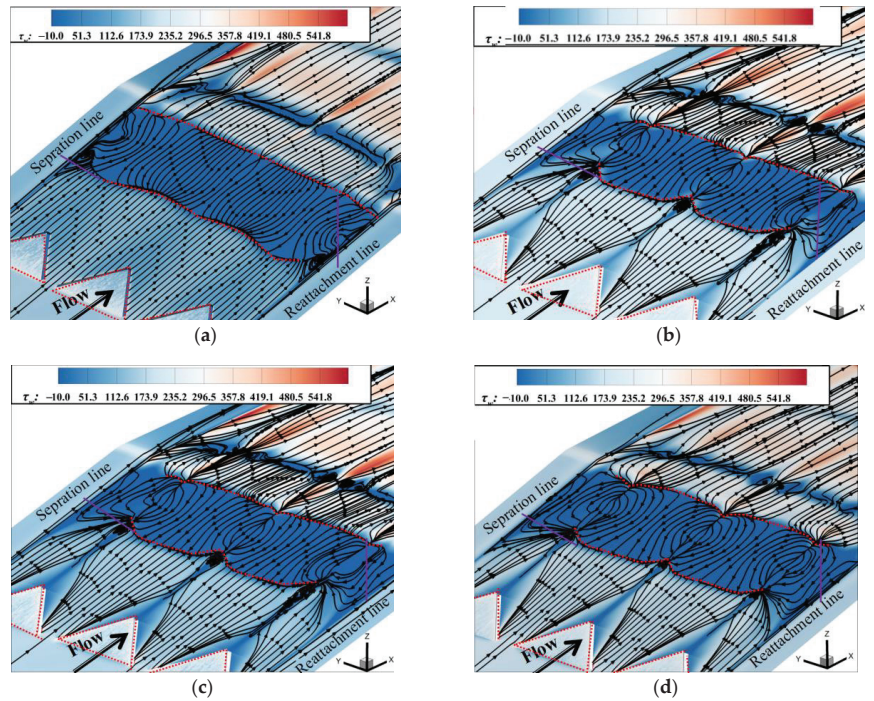 τw: −10.0 51.3 112.6 173.9 235.2 296.5 357.8 419.1 480.5 541.8
Sepration line
Reattachment line
Flow
Z
Y X
(a)
τw: −10.0 51.3 112.6 173.9 235.2 296.5 357.8 419.1 480.5 541.8
Sepration line
Reattachment line
Flow
Z
Y X
(b)
τw: −10.0 51.3 112.6 173.9 235.2 296.5 357.8 419.1 480.5 541.8
Sepration line
Reattachment line
Flow
Z
Y X
(c)
τw: −10.0 51.3 112.6 173.9 235.2 296.5 357.8 419.1 480.5 541.8
Sepration line
Reattachment line
Flow
Z
Y X
(d)